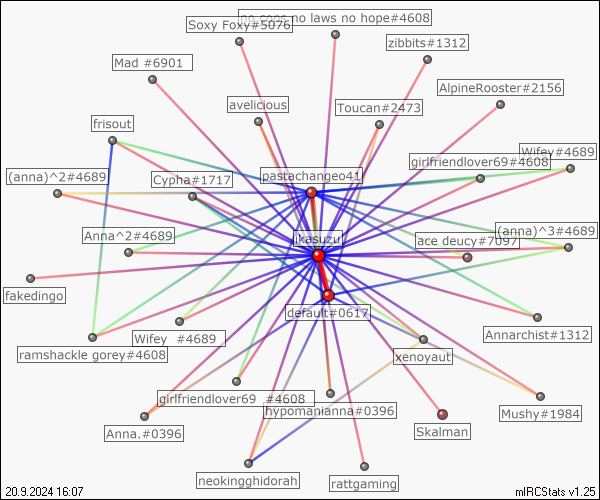 no cops no laws no hope#4608
Soxy Foxy#5076
zibbits#1312
Mad #6901
AlpineRooster#2156
avelicious
Toucan#2473
frisout
Wifey#4689
girlfriendlover69#4608
pastachangeo41
(anna)^2#4689
Cypha#1717
(anna)^3#4689
Anna^2#4689
jkasuzu
ace deucy#7097
fakedingo
default#0617
Annarchist#1312
Wifey #4689
ramshackle gorey#4608
xenoyaut
girlfriendlover69 #4608
hypomanianna#0396
Mushy#1984
Anna.#0396
Skalman
neokingghidorah
rattgaming
20.9.2024 16:07
mIRCStats v1.25